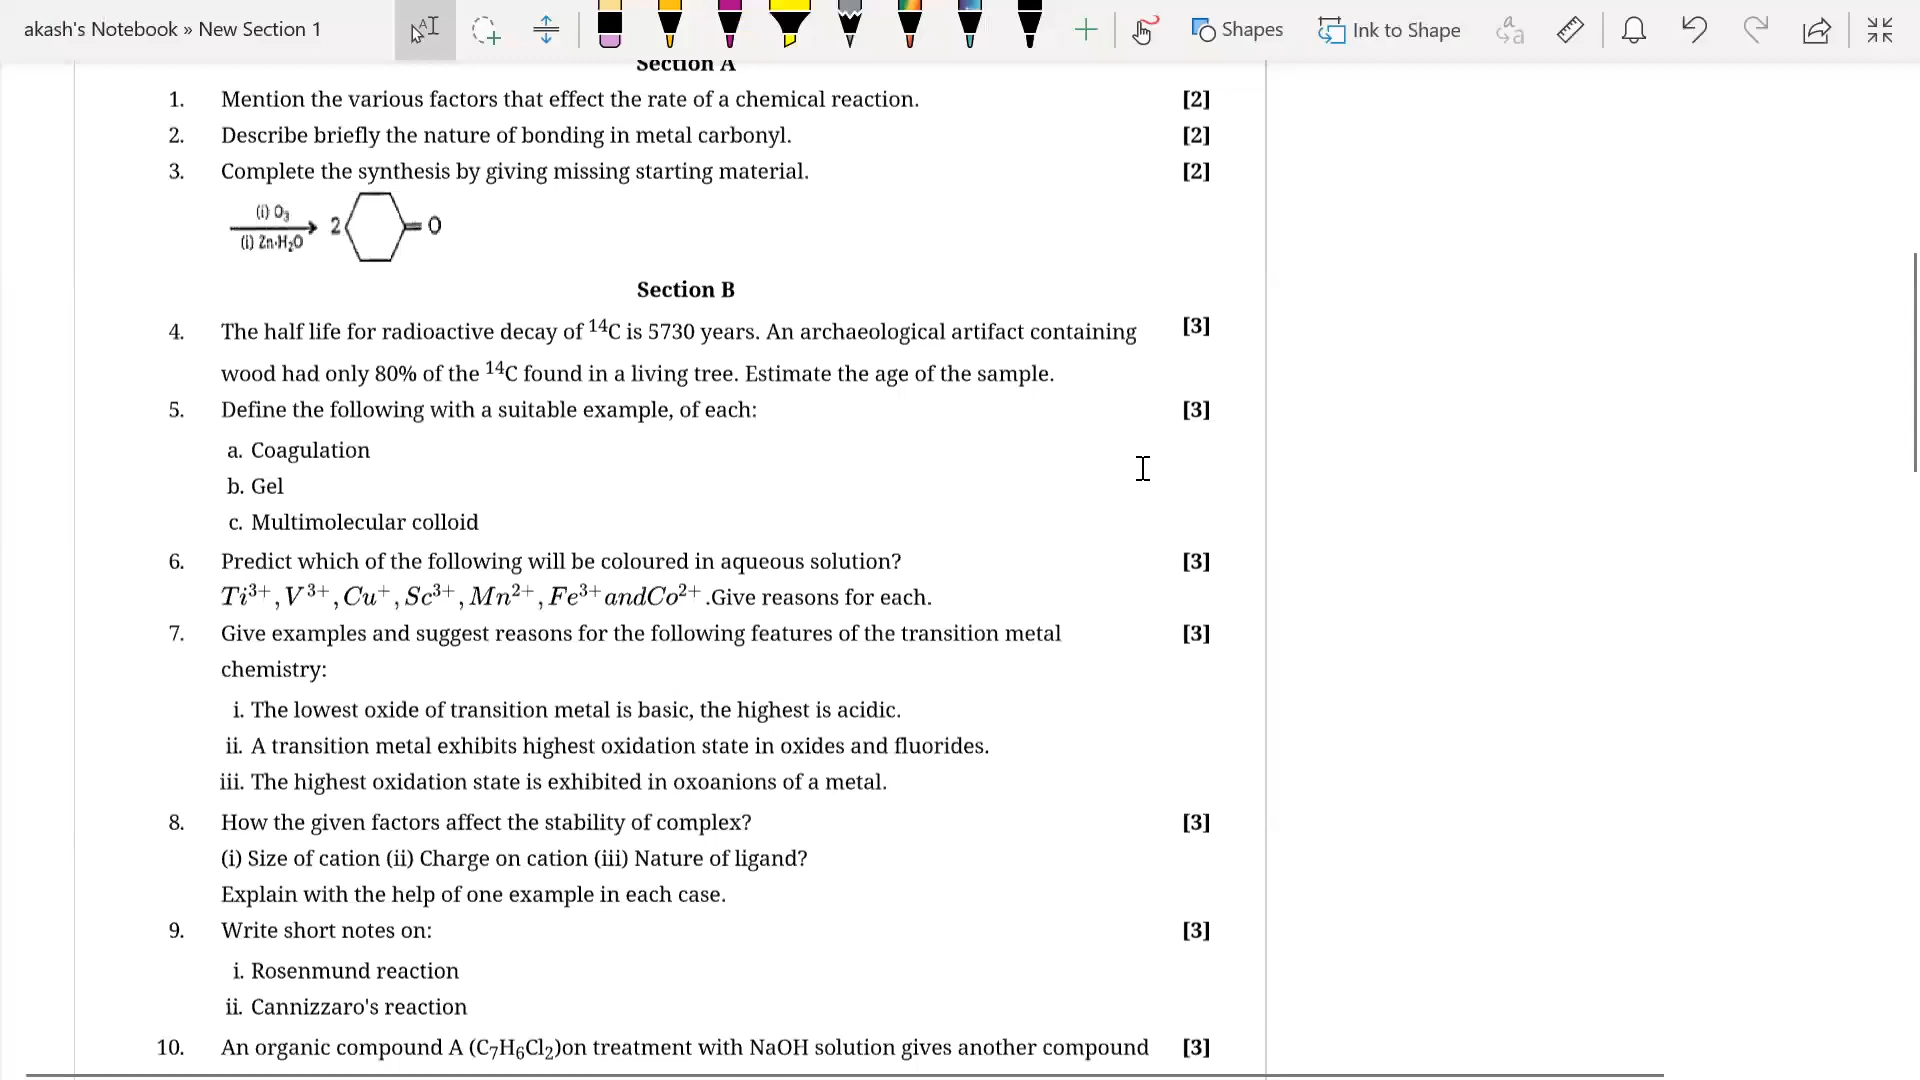 akash's Notebook » New Section 1
Shapes
Ink to Shape
Section A
1. Mention the various factors that effect the rate of a chemical reaction. [2]
2. Describe briefly the nature of bonding in metal carbonyl. [2]
3. Complete the synthesis by giving missing starting material. [2]
(i) O₃
(i) Zn·H₂O
2 = O
Section B
4. The half life for radioactive decay of ¹⁴C is 5730 years. An archaeological artifact containing [3]
wood had only 80% of the ¹⁴C found in a living tree. Estimate the age of the sample.
5. Define the following with a suitable example, of each: [3]
a. Coagulation
b. Gel
c. Multimolecular colloid
6. Predict which of the following will be coloured in aqueous solution? [3]
Ti³⁺, V³⁺, Cu⁺, Sc³⁺, Mn²⁺, Fe³⁺andCo²⁺.Give reasons for each.
7. Give examples and suggest reasons for the following features of the transition metal [3]
chemistry:
i. The lowest oxide of transition metal is basic, the highest is acidic.
ii. A transition metal exhibits highest oxidation state in oxides and fluorides.
iii. The highest oxidation state is exhibited in oxoanions of a metal.
8. How the given factors affect the stability of complex? [3]
(i) Size of cation (ii) Charge on cation (iii) Nature of ligand?
Explain with the help of one example in each case.
9. Write short notes on: [3]
i. Rosenmund reaction
ii. Cannizzaro's reaction
10. An organic compound A (C₇H₆Cl₂)on treatment with NaOH solution gives another compound [3]